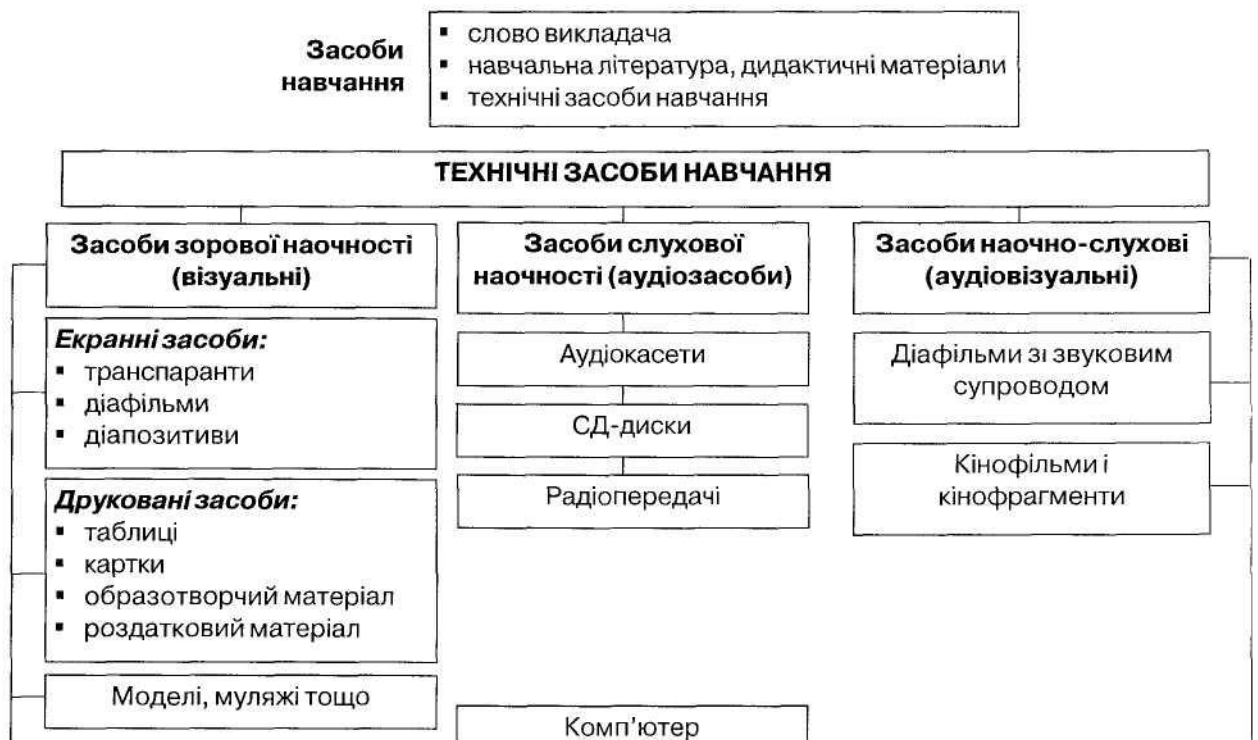 Засоби
навчання
▪ слово викладача
▪ навчальна література, дидактичні матеріали
▪ технічні засоби навчання
ТЕХНІЧНІ ЗАСОБИ НАВЧАННЯ
Засоби зорової наочності
(візуальні)
Екранні засоби:
▪ транспаранти
▪ діафільми
▪ діапозитиви
Друковані засоби:
▪ таблиці
▪ картки
▪ образотворчий матеріал
▪ роздатковий матеріал
Моделі, муляжі тощо
Засоби слухової
наочності (аудіозасоби)
Аудіокасети
СД-диски
Радіопередачі
Засоби наочно-слухові
(аудіовізуальні)
Діафільми зі звуковим
супроводом
Кінофільми і
кінофрагменти
Комп'ютер